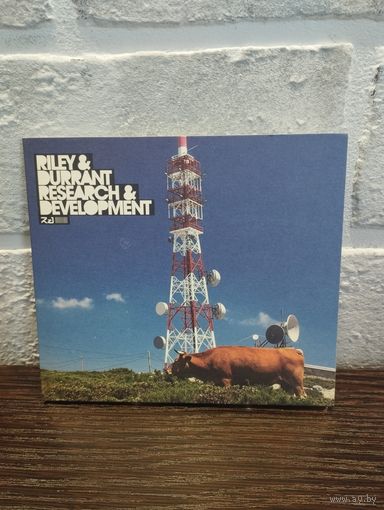 RILEY &
DURRANT
RESEARCH &
DEVELOPMENT
www.ay.by